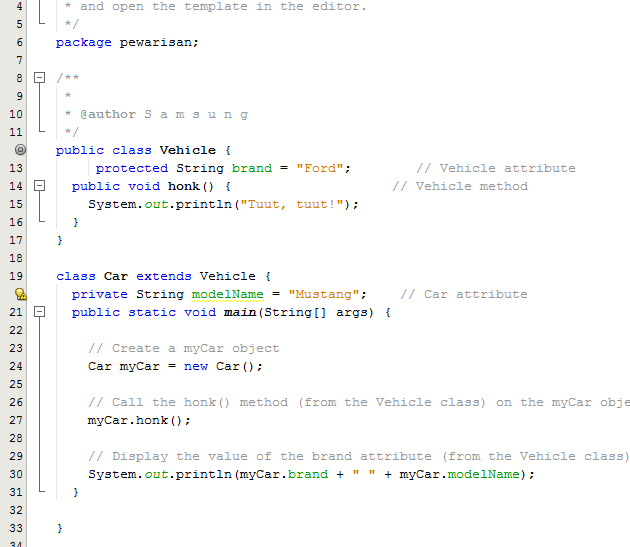 4 * and open the template in the editor.
5 */
6 package pewarisan;
7
8 /**
9 *
10 * @author S a m s u n g
11 */
public class Vehicle {
13 protected String brand = "Ford"; // Vehicle attribute
14 public void honk() { // Vehicle method
15 System.out.println("Tuut, tuut!");
16 }
17 }
18
19 class Car extends Vehicle {
private String modelName = "Mustang"; // Car attribute
21 public static void main(String[] args) {
22
23 // Create a myCar object
24 Car myCar = new Car();
25
26 // Call the honk() method (from the Vehicle class) on the myCar obje
27 myCar.honk();
28
29 // Display the value of the brand attribute (from the Vehicle class)
30 System.out.println(myCar.brand + " " + myCar.modelName);
31 }
32
33 }
34